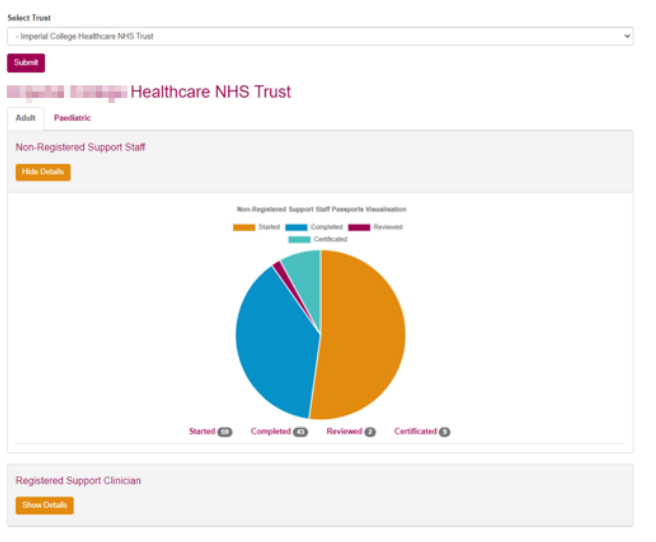 Select Trust
- Imperial College Healthcare NHS Trust
Submit
Healthcare NHS Trust
Adult Paediatric
Non-Registered Support Staff
Hide Details
Non-Registered Support Staff Passports Visualisation
Started Completed Reviewed
Certificated
Started 59 Completed 43 Reviewed 2 Certificated 9
Registered Support Clinician
Show Details